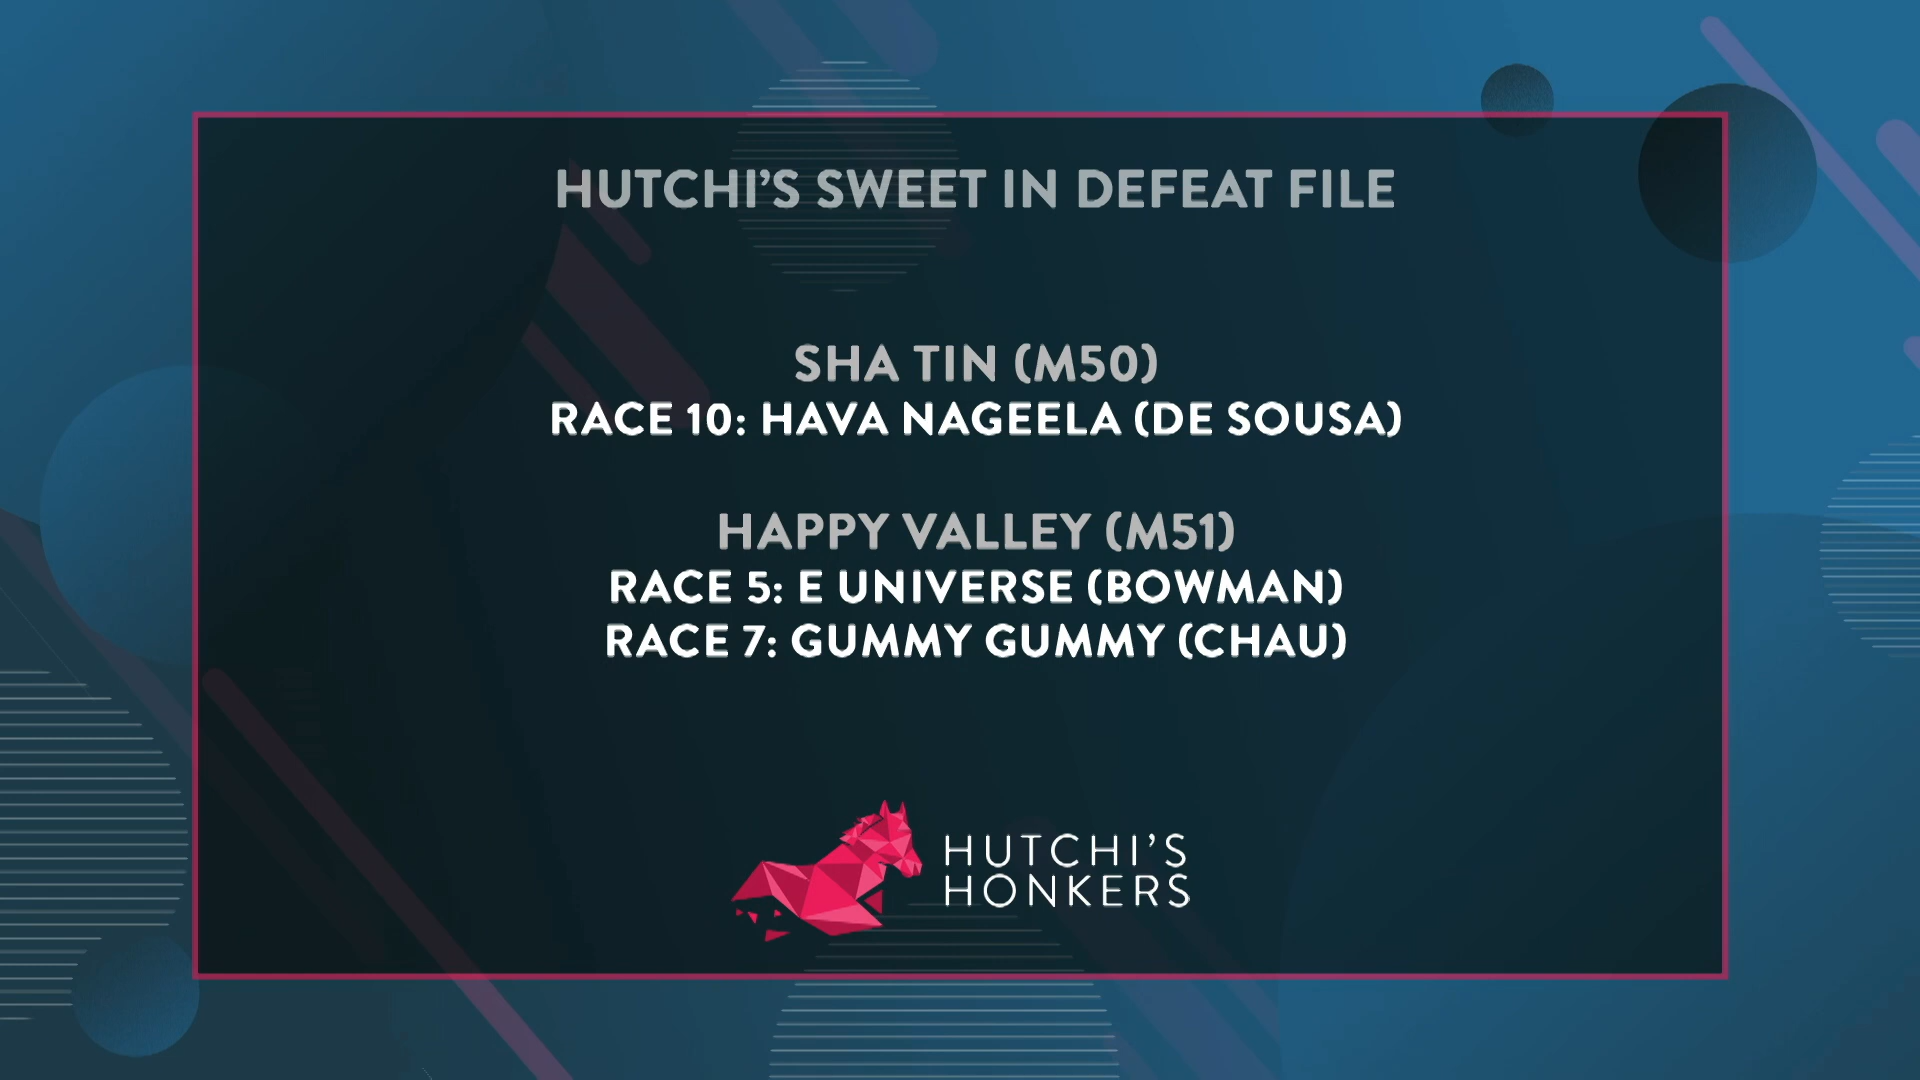 HUTCHI'S SWEET IN DEFEAT FILE
SHA TIN (M50)
RACE 10: HAVA NAGEELA (DE SOUSA)
HAPPY VALLEY (M51)
RACE 5: E UNIVERSE (BOWMAN)
RACE 7: GUMMY GUMMY (CHAU)
HUTCHI'S
HONKERS